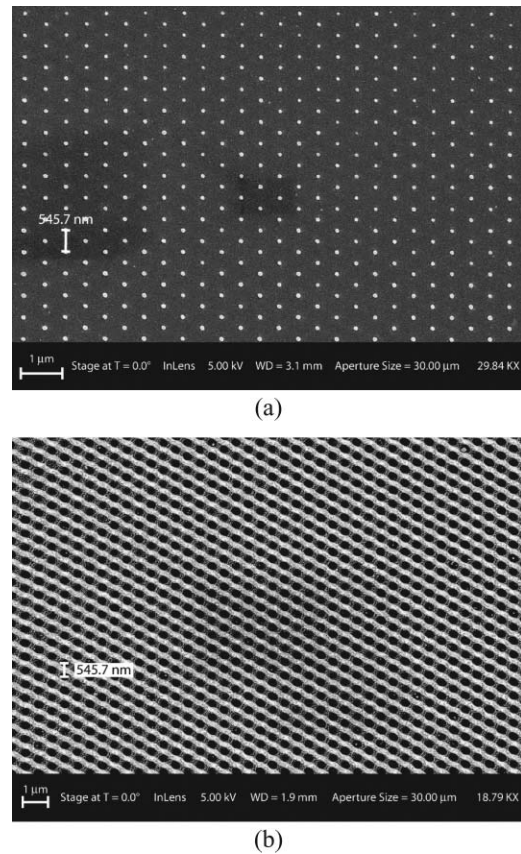 545.7 nm
1 μm Stage at T = 0.0° InLens 5.00 kV WD = 3.1 mm Aperture Size = 30.00 μm 29.84 KX
(a)
545.7 nm
1 μm Stage at T = 0.0° InLens 5.00 kV WD = 1.9 mm Aperture Size = 30.00 μm 18.79 KX
(b)